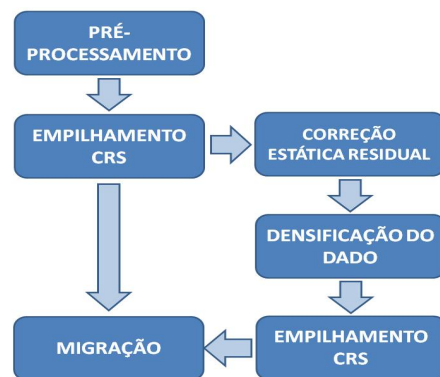 PRÉ-
PROCESSAMENTO
EMPILHAMENTO
CRS
CORREÇÃO
ESTÁTICA RESIDUAL
DENSIFICAÇÃO DO
DADO
EMPILHAMENTO
CRS
MIGRAÇÃO